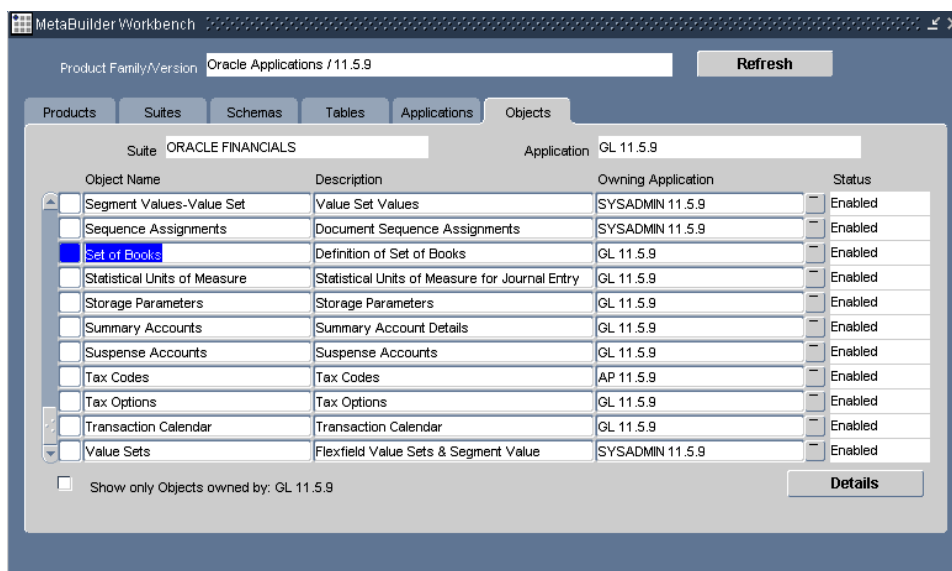 MetaBuilder Workbench
Product Family/Version Oracle Applications / 11.5.9 Refresh
Products Suites Schemas Tables Applications Objects
Suite ORACLE FINANCIALS Application GL 11.5.9
Object Name Description Owning Application Status
Segment Values-Value Set Value Set Values SYSADMIN 11.5.9 Enabled
Sequence Assignments Document Sequence Assignments SYSADMIN 11.5.9 Enabled
Set of Books Definition of Set of Books GL 11.5.9 Enabled
Statistical Units of Measure Statistical Units of Measure for Journal Entry GL 11.5.9 Enabled
Storage Parameters Storage Parameters GL 11.5.9 Enabled
Summary Accounts Summary Account Details GL 11.5.9 Enabled
Suspense Accounts Suspense Accounts GL 11.5.9 Enabled
Tax Codes Tax Codes AP 11.5.9 Enabled
Tax Options Tax Options GL 11.5.9 Enabled
Transaction Calendar Transaction Calendar GL 11.5.9 Enabled
Value Sets Flexfield Value Sets & Segment Value SYSADMIN 11.5.9 Enabled
Show only Objects owned by: GL 11.5.9 Details